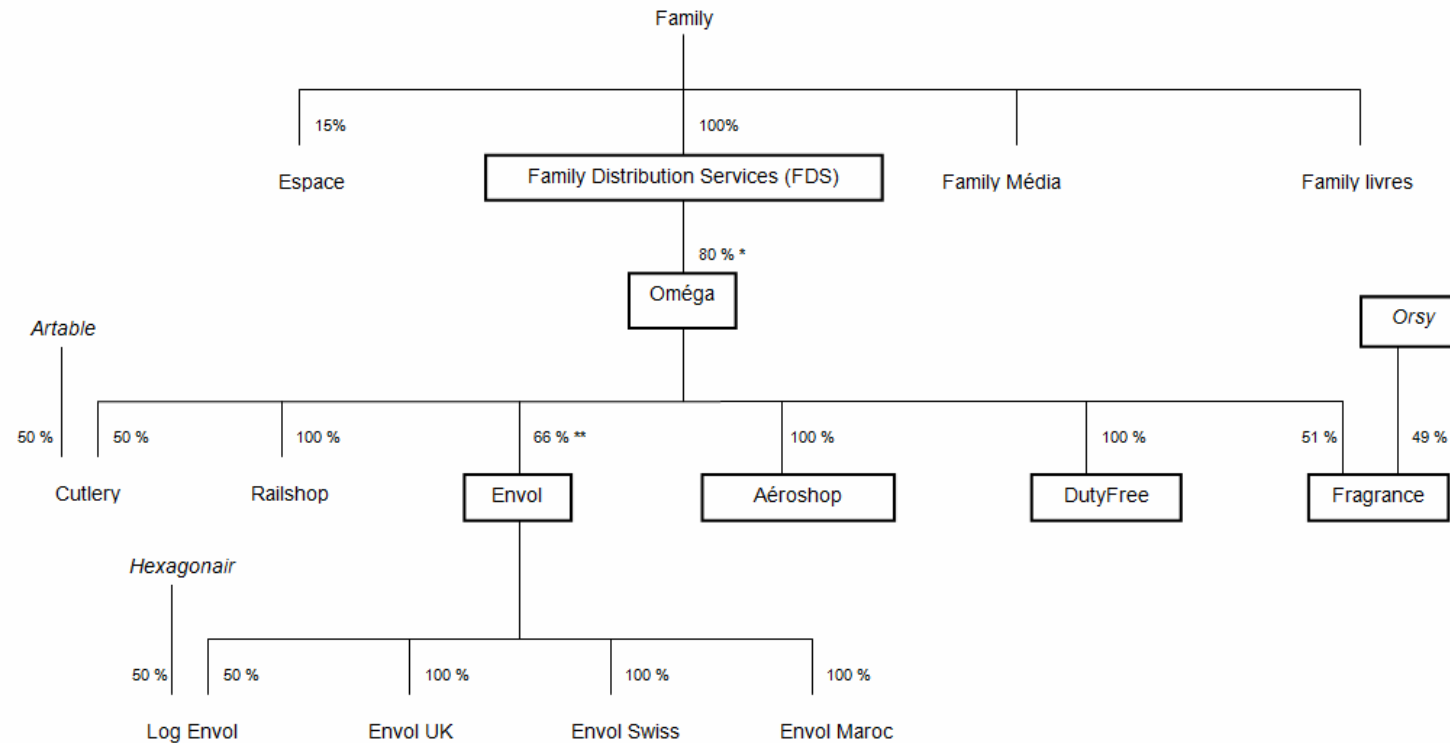 Family
15%
100%
Espace
Family Distribution Services (FDS)
Family Média
Family livres
80 % *
Oméga
Orsy
Artable
50 %
50 %
100 %
66 % **
100 %
100 %
51 %
49 %
Cutlery
Railshop
Envol
Aéroshop
DutyFree
Fragrance
Hexagonair
50 %
50 %
100 %
100 %
100 %
Log Envol
Envol UK
Envol Swiss
Envol Maroc